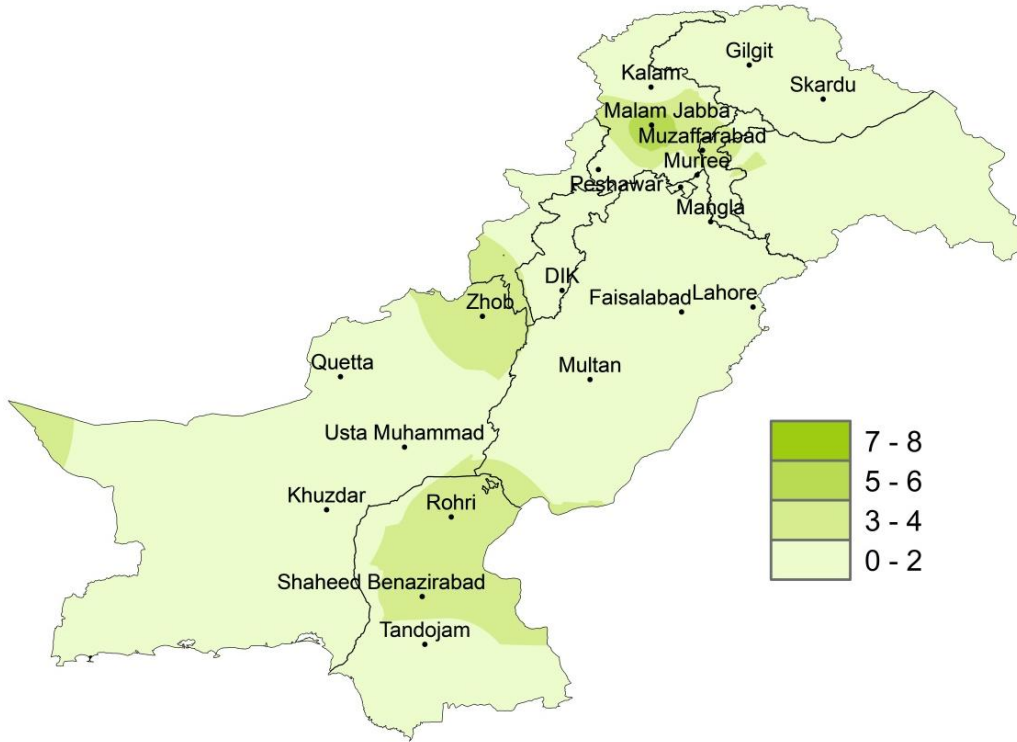 Gilgit
Kalam
Skardu
Malam Jabba
Muzaffarabad
Murree
Peshawar
Mangla
DIK
Zhob
Faisalabad
Lahore
Quetta
Multan
Usta Muhammad
Khuzdar
Rohri
Shaheed Benazirabad
Tandojam
7 - 8
5 - 6
3 - 4
0 - 2